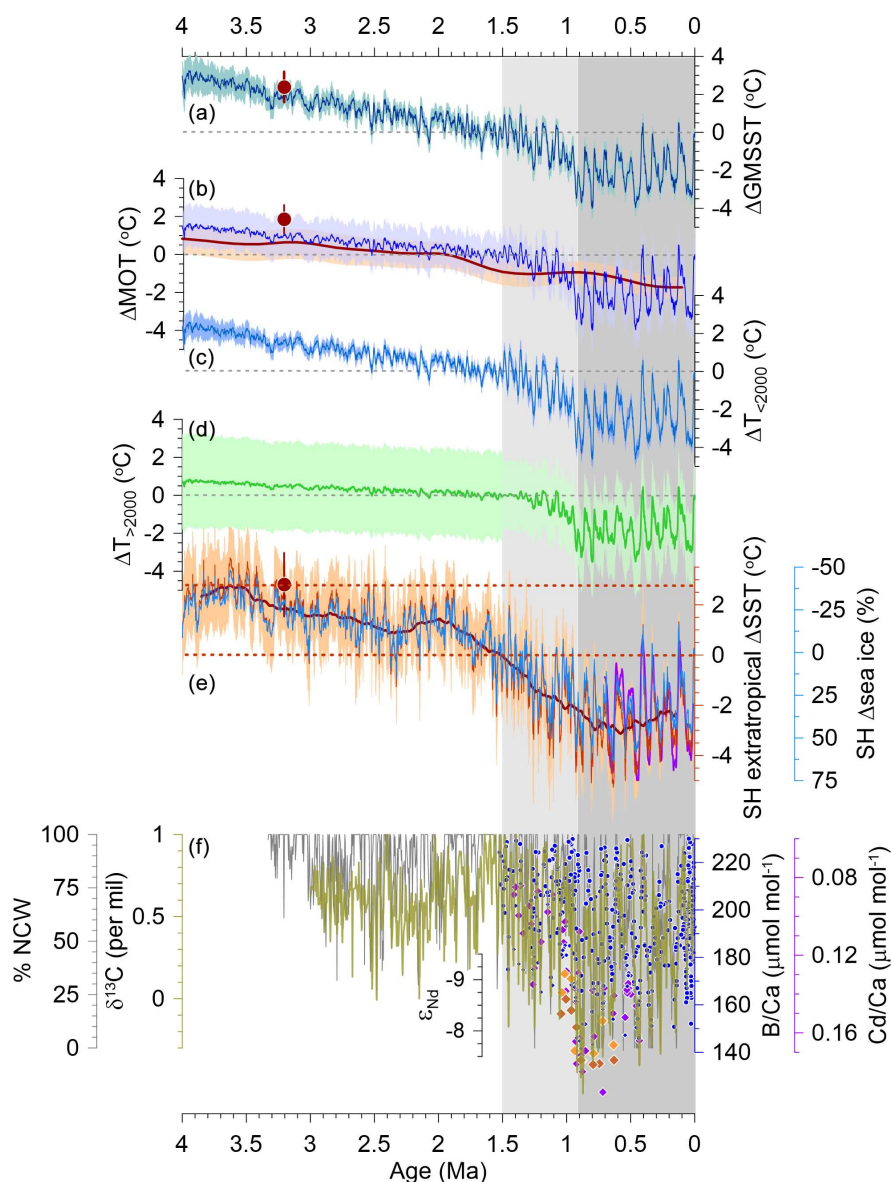 4 3.5 3 2.5 2 1.5 1 0.5 0
(a)
4
2
0
-2
-4
ΔGMSST (°C)
(b)
4
2
0
-2
-4
ΔMOT (°C)
(c)
4
2
0
-2
-4
ΔT<2000 (°C)
(d)
4
2
0
-2
-4
ΔT>2000 (°C)
(e)
2
0
-2
-4
SH extratropical ΔSST (°C)
-50
-25
0
25
50
75
SH Δsea ice (%)
(f)
100
75
50
25
0
% NCW
1
0.5
0
δ13C (per mil)
-9
-8
εNd
220
200
180
160
140
B/Ca (μmol mol-1)
0.08
0.12
0.16
Cd/Ca (μmol mol-1)
4 3.5 3 2.5 2 1.5 1 0.5 0
Age (Ma)